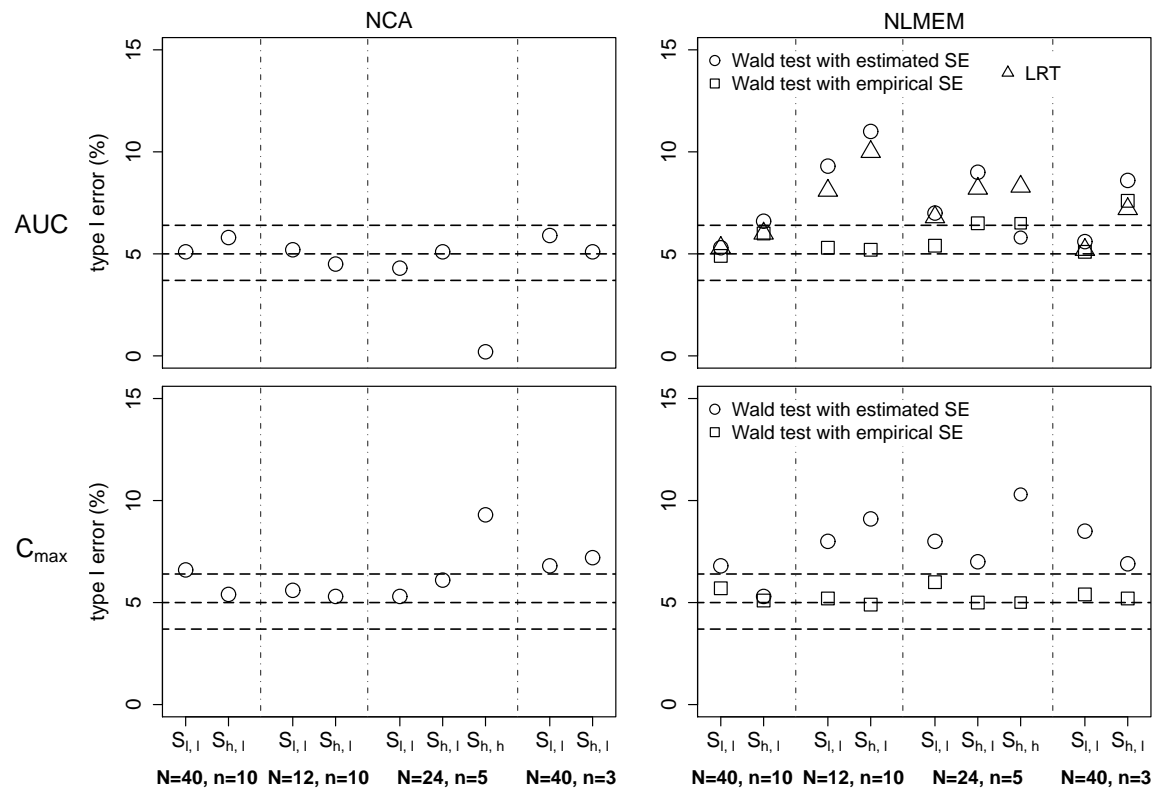 NCA
NLMEM
AUC
type I error (%)
15
10
5
0
15
10
5
0
Wald test with estimated SE
Wald test with empirical SE
LRT
C_max
type I error (%)
15
10
5
0
15
10
5
0
Wald test with estimated SE
Wald test with empirical SE
S_l, l S_h, l S_l, l S_h, l S_l, l S_h, l S_h, h S_l, l S_h, l
N=40, n=10 N=12, n=10 N=24, n=5 N=40, n=3
S_l, l S_h, l S_l, l S_h, l S_l, l S_h, l S_h, h S_l, l S_h, l
N=40, n=10 N=12, n=10 N=24, n=5 N=40, n=3